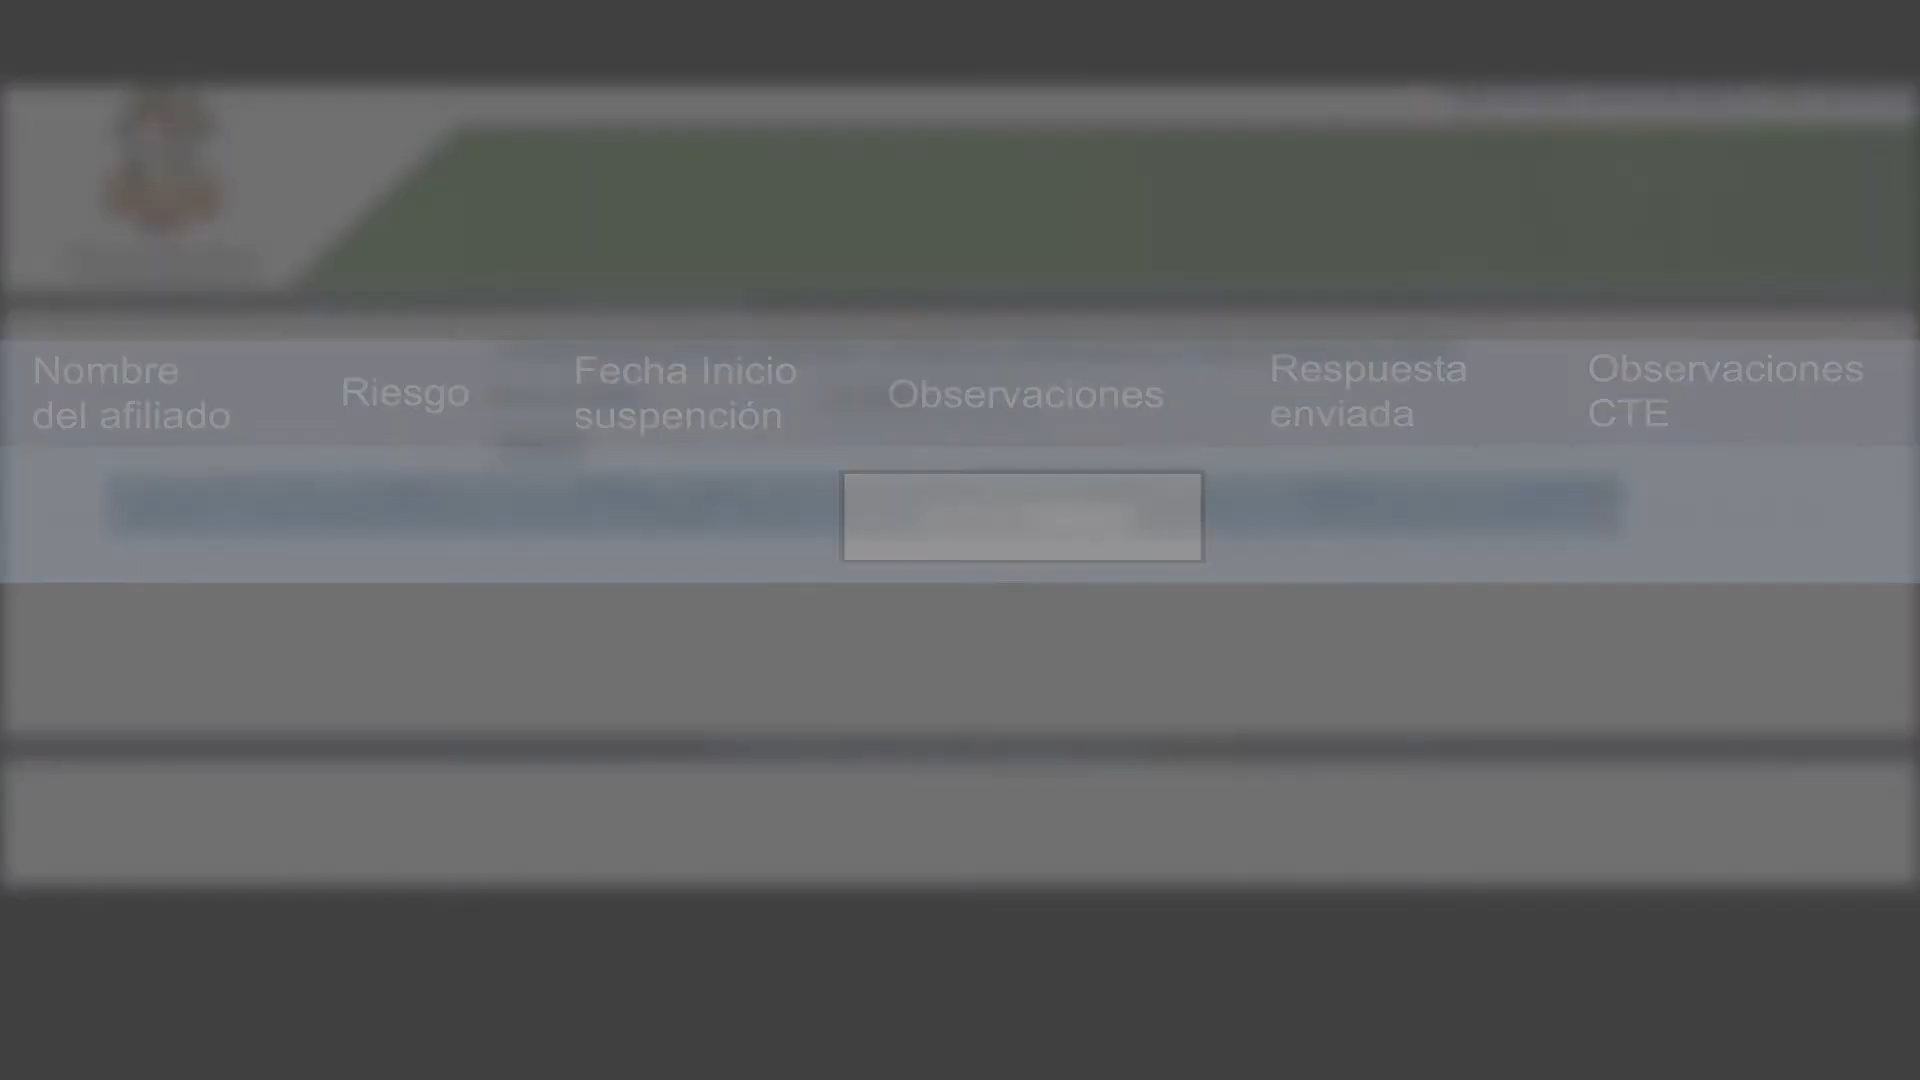 Nombre
del afiliado
Riesgo
Fecha Inicio
suspención
Observaciones
Respuesta
enviada
Observaciones
CTE